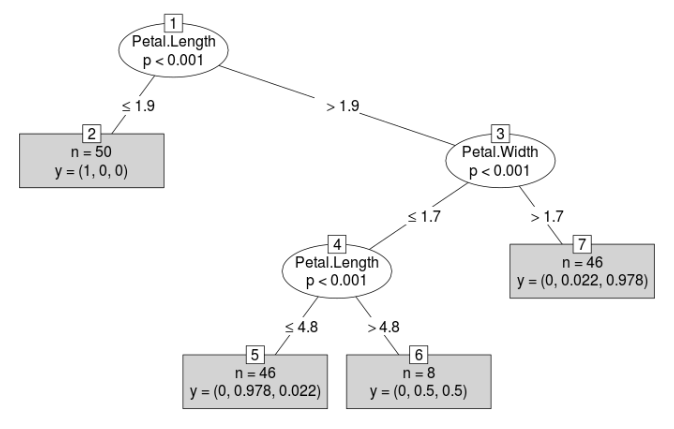 1
Petal.Length
p < 0.001
≤ 1.9
> 1.9
2
n = 50
y = (1, 0, 0)
3
Petal.Width
p < 0.001
≤ 1.7
> 1.7
4
Petal.Length
p < 0.001
7
n = 46
y = (0, 0.022, 0.978)
≤ 4.8
> 4.8
5
n = 46
y = (0, 0.978, 0.022)
6
n = 8
y = (0, 0.5, 0.5)